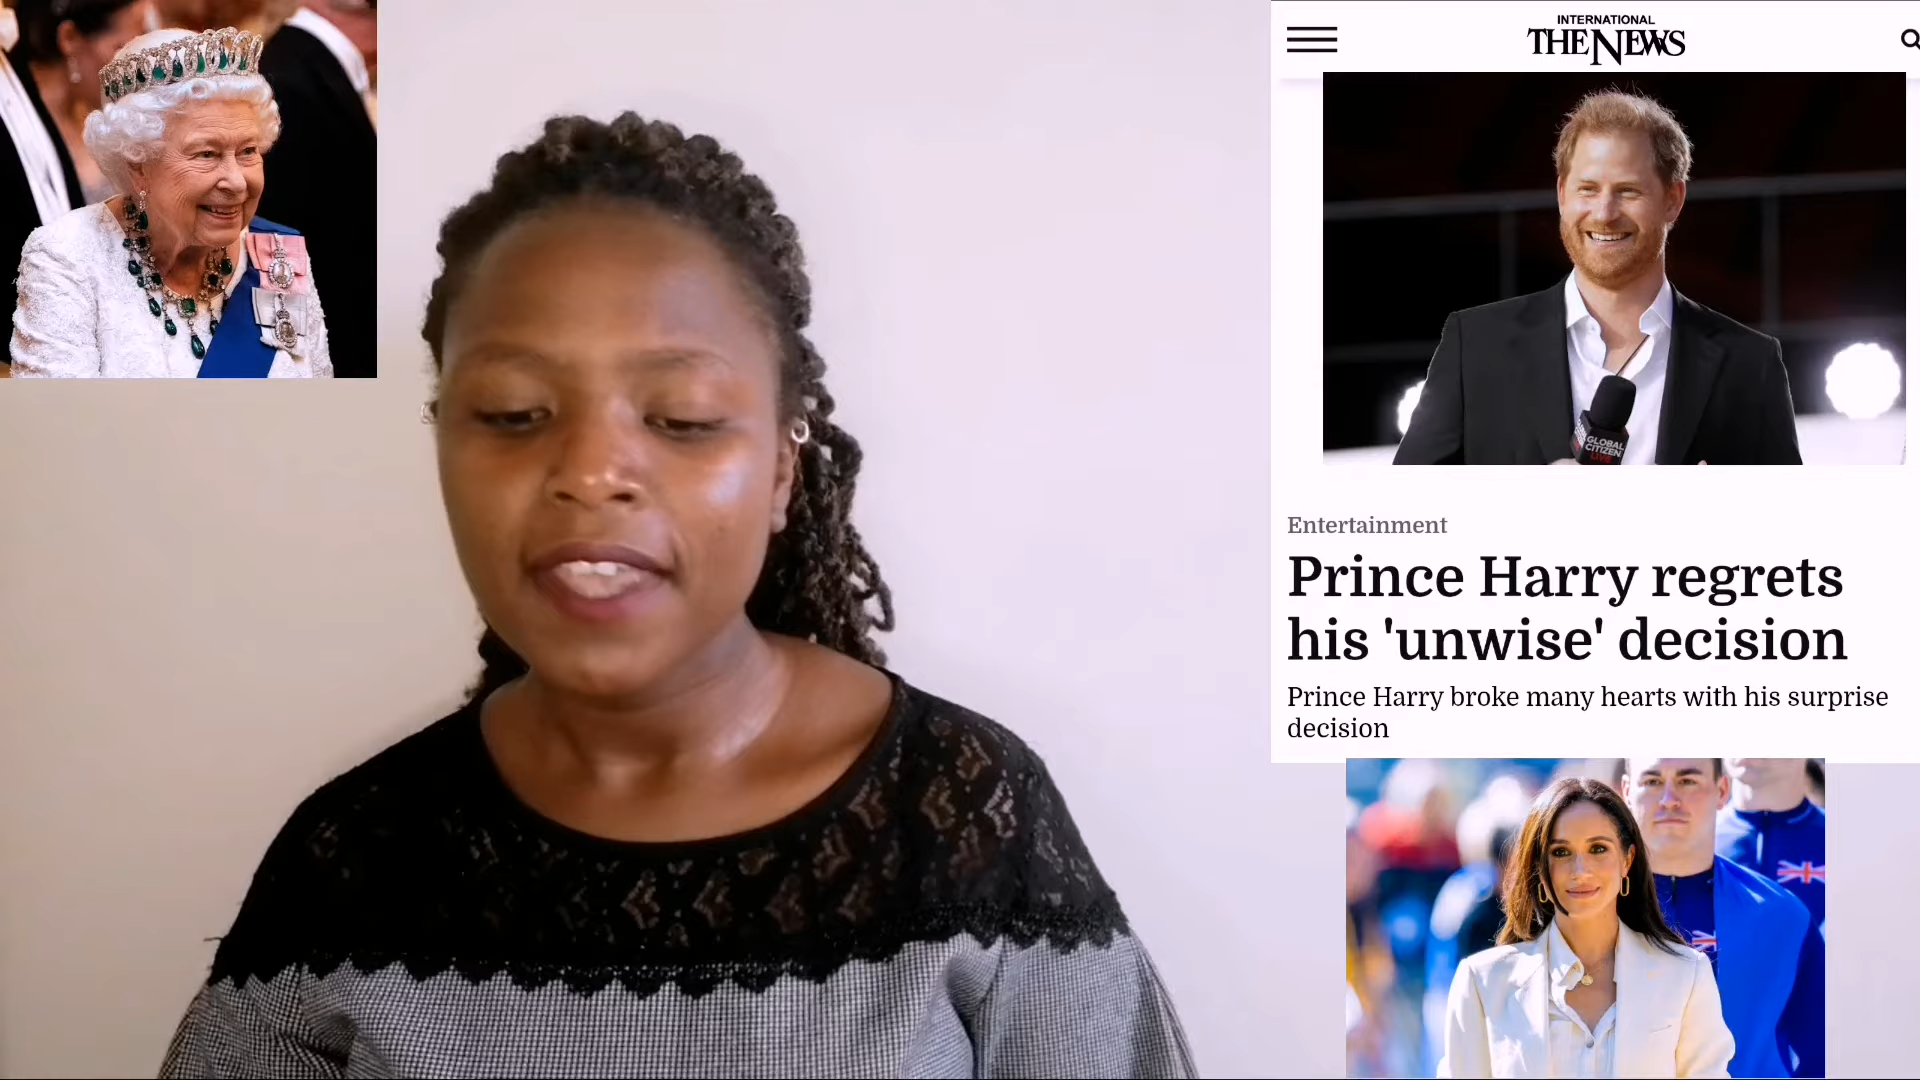 INTERNATIONAL
THE NEWS
GLOBAL
CITIZEN
LIVE
Entertainment
Prince Harry regrets
his 'unwise' decision
Prince Harry broke many hearts with his surprise
decision